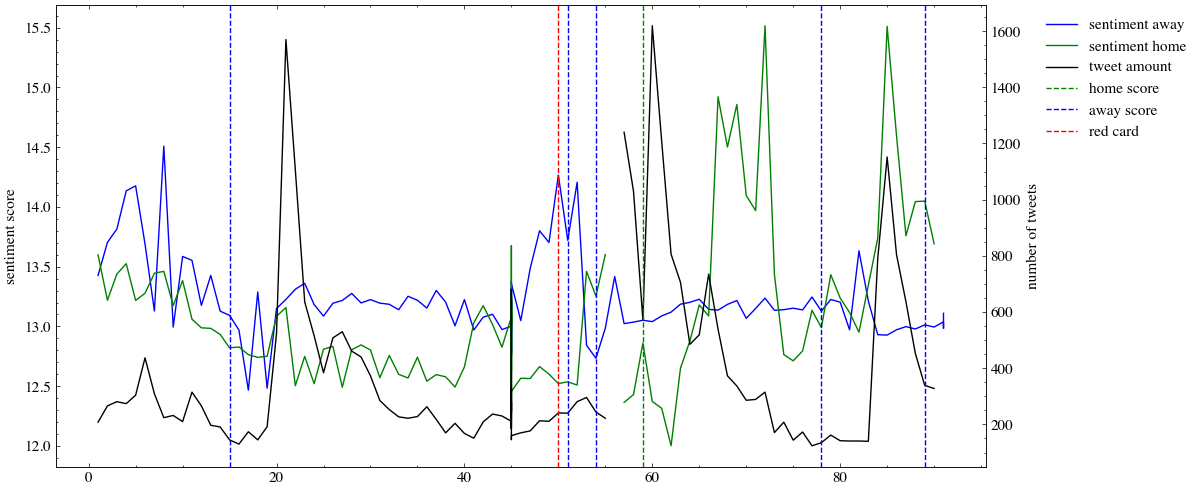 15.5
15.0
14.5
14.0
13.5
13.0
12.5
12.0
sentiment score
0
20
40
60
80
1600
1400
1200
1000
800
600
400
200
number of tweets
sentiment away
sentiment home
tweet amount
home score
away score
red card